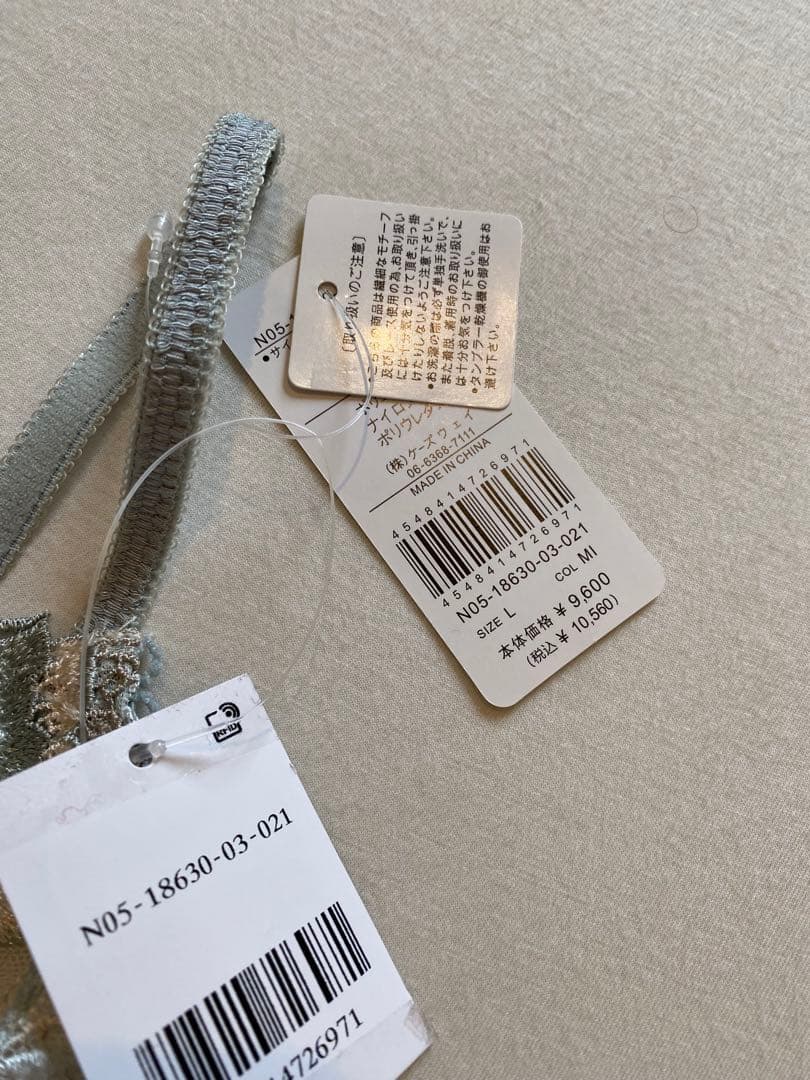 〔取り扱いのご注意〕
商品は繊細なモチーフ
及び 使用の為、お取り扱い
には十分気をつけて頂き、引っ掛
けたりしないようご注意下さい。
●お洗濯の際は必ず単独手洗いで、
また着脱、着用時のお取り扱いに
は十分お気をつけ下さい。
●タンブラー乾燥機の御使用はお
避け下さい。
N05-1
●サイ
ナイロ
ポリウレタ
(株)ケーズウェイ
06-6368-7111
MADE IN CHINA
4548414726971
4548414726971
N05-18630-03-021
SIZE L COL MI
本体価格 ¥9,600
(税込 ¥10,560)
RFID
N05-18630-03-021
4726971